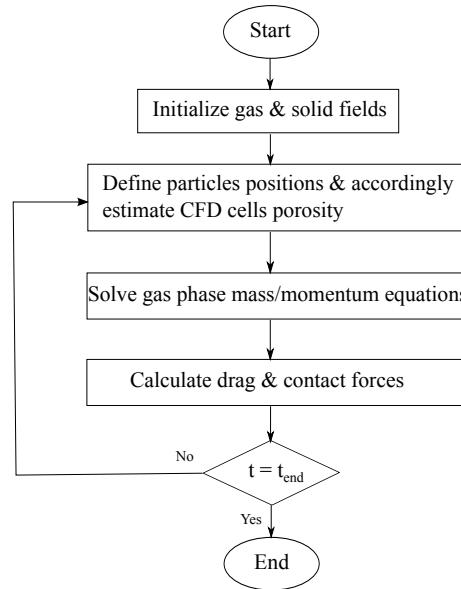 Start
Initialize gas & solid fields
Define particles positions & accordingly
estimate CFD cells porosity
Solve gas phase mass/momentum equations
Calculate drag & contact forces
No
t = t_end
Yes
End